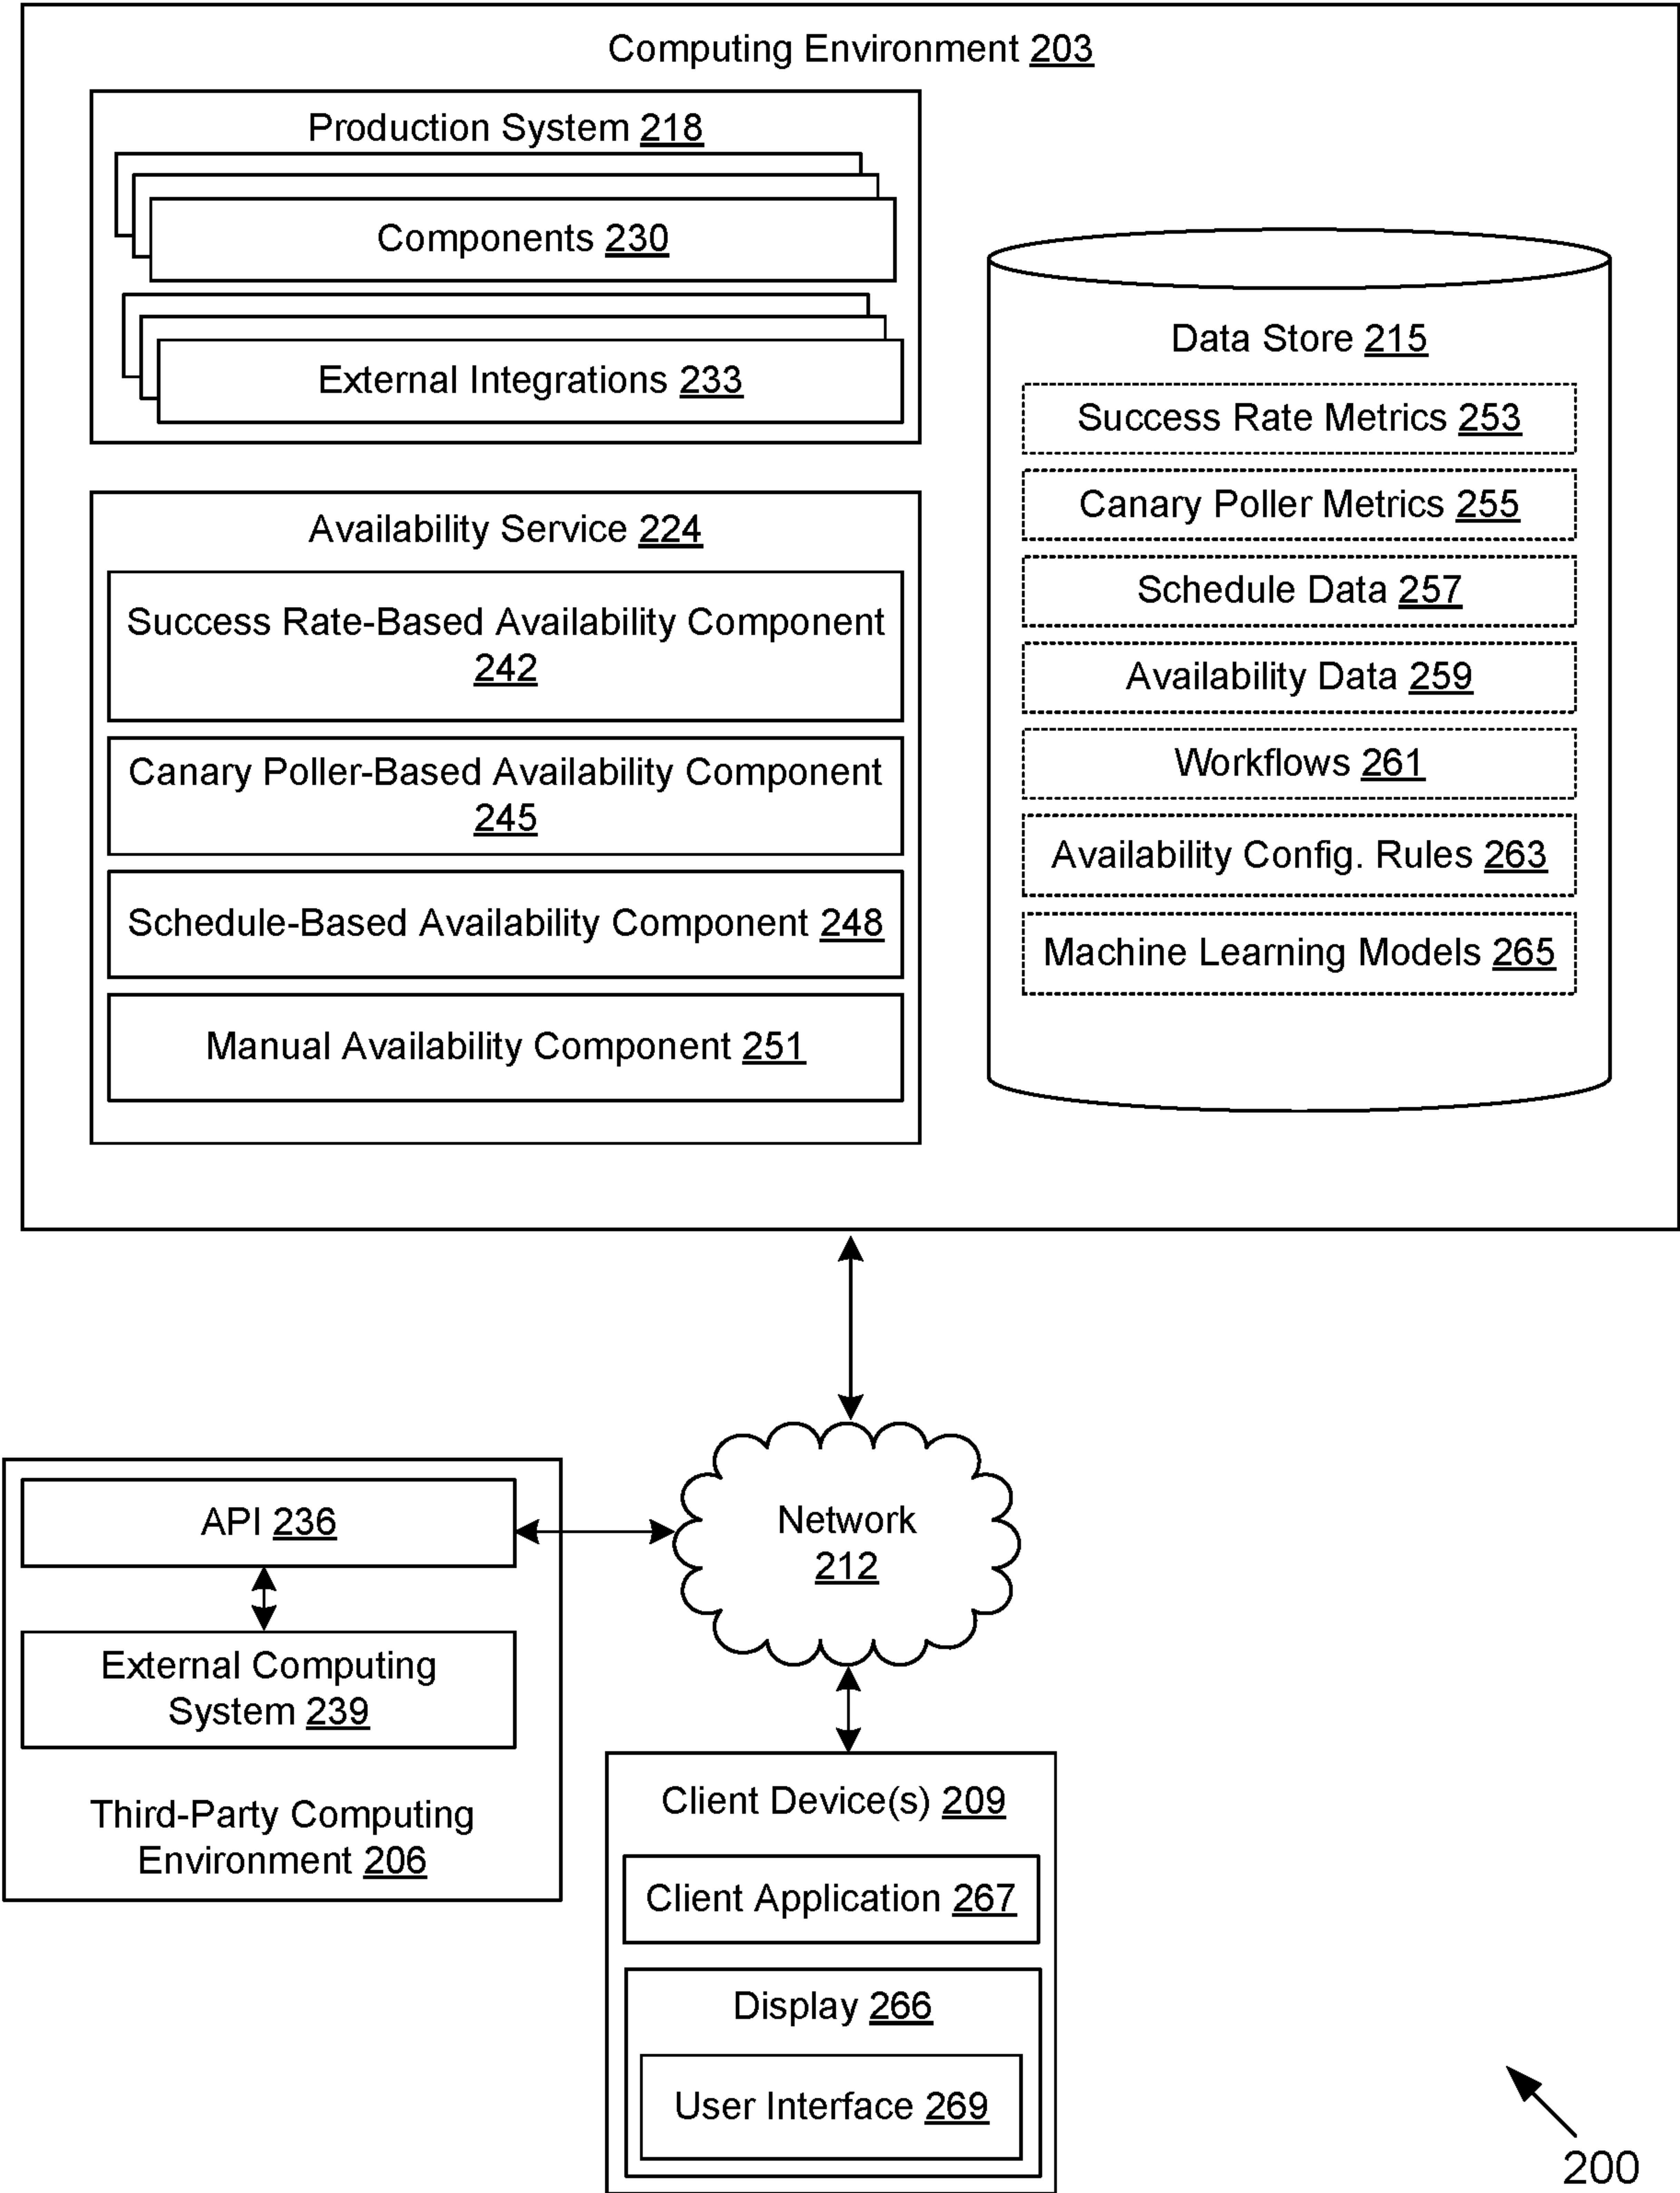 Computing Environment 203
Production System 218
Components 230
External Integrations 233
Availability Service 224
Success Rate-Based Availability Component
242
Canary Poller-Based Availability Component
245
Schedule-Based Availability Component 248
Manual Availability Component 251
Data Store 215
Success Rate Metrics 253
Canary Poller Metrics 255
Schedule Data 257
Availability Data 259
Workflows 261
Availability Config. Rules 263
Machine Learning Models 265
API 236
External Computing
System 239
Third-Party Computing
Environment 206
Network
212
Client Device(s) 209
Client Application 267
Display 266
User Interface 269
200